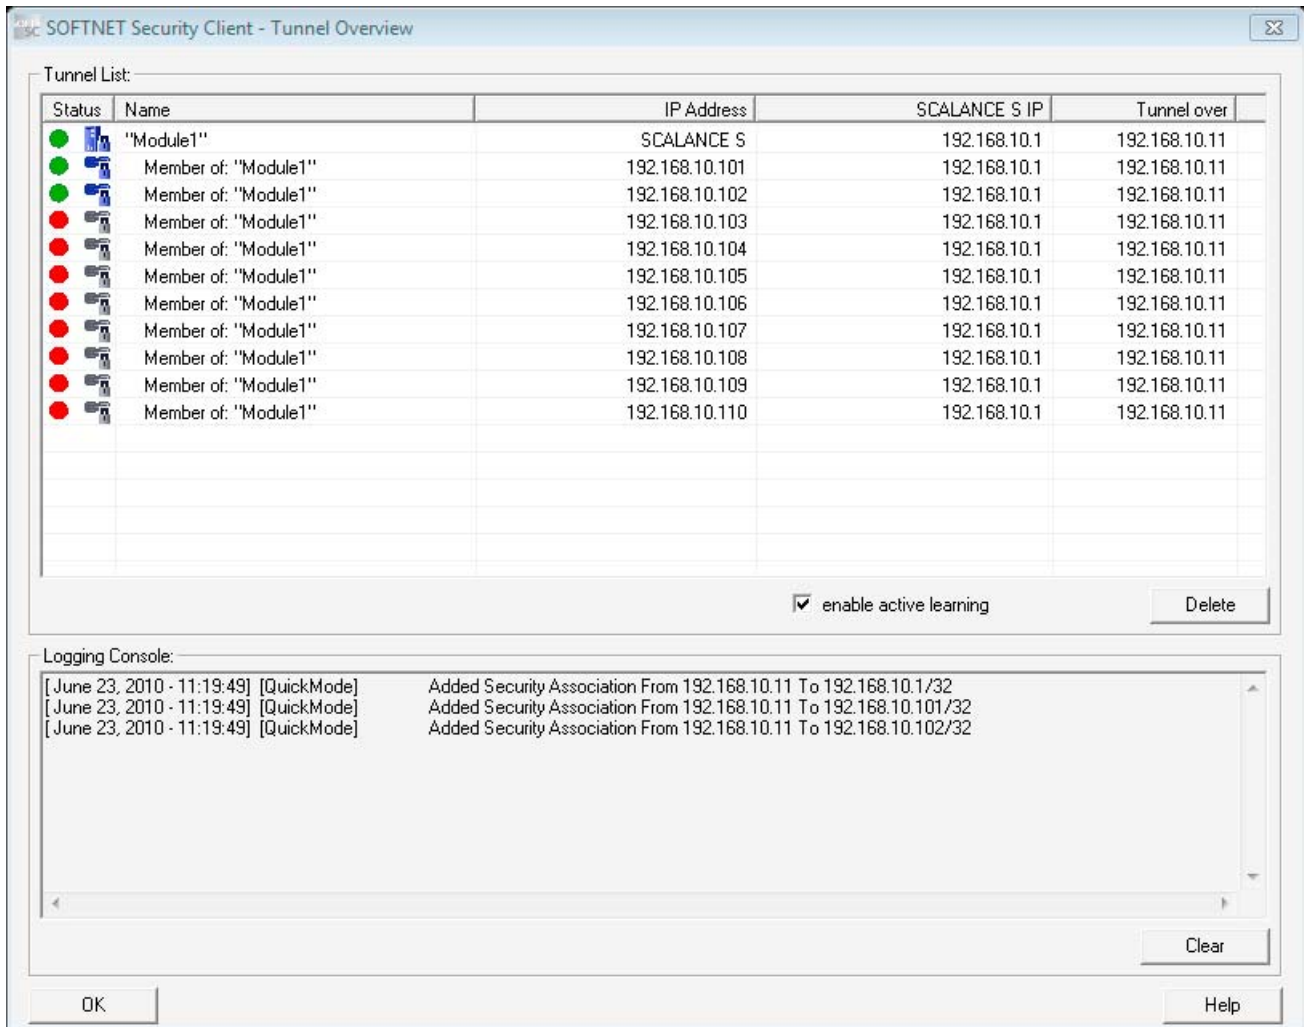 SOFTNET Security Client - Tunnel Overview
Tunnel List:
Status Name IP Address SCALANCE S IP Tunnel over
"Module1" SCALANCE S 192.168.10.1 192.168.10.11
Member of: "Module1" 192.168.10.101 192.168.10.1 192.168.10.11
Member of: "Module1" 192.168.10.102 192.168.10.1 192.168.10.11
Member of: "Module1" 192.168.10.103 192.168.10.1 192.168.10.11
Member of: "Module1" 192.168.10.104 192.168.10.1 192.168.10.11
Member of: "Module1" 192.168.10.105 192.168.10.1 192.168.10.11
Member of: "Module1" 192.168.10.106 192.168.10.1 192.168.10.11
Member of: "Module1" 192.168.10.107 192.168.10.1 192.168.10.11
Member of: "Module1" 192.168.10.108 192.168.10.1 192.168.10.11
Member of: "Module1" 192.168.10.109 192.168.10.1 192.168.10.11
Member of: "Module1" 192.168.10.110 192.168.10.1 192.168.10.11
enable active learning Delete
Logging Console:
[ June 23, 2010 - 11:19:49] [QuickMode] Added Security Association From 192.168.10.11 To 192.168.10.1/32
[ June 23, 2010 - 11:19:49] [QuickMode] Added Security Association From 192.168.10.11 To 192.168.10.101/32
[ June 23, 2010 - 11:19:49] [QuickMode] Added Security Association From 192.168.10.11 To 192.168.10.102/32
Clear
OK Help